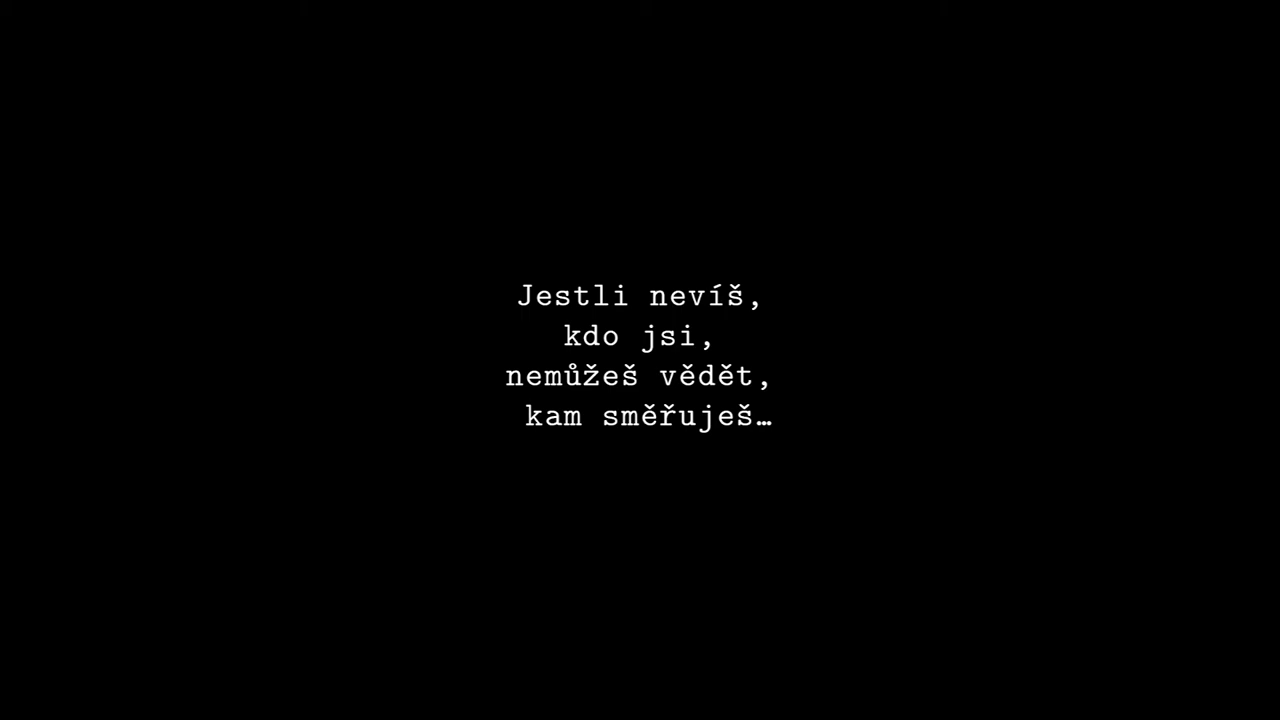 Jestli nevíš,
kdo jsi,
nemůžeš vědět,
kam směřuješ…